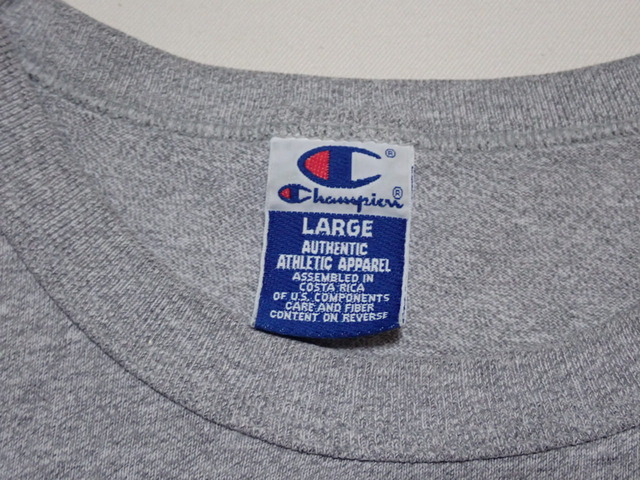 C®
Champion®
LARGE
AUTHENTIC
ATHLETIC APPAREL
ASSEMBLED IN
COSTA RICA
OF U.S. COMPONENTS
CARE AND FIBER
CONTENT ON REVERSE